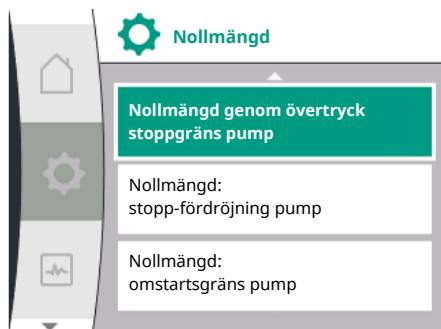 Nollmängd
Nollmängd genom övertryck
stoppgräns pump
Nollmängd:
stopp-fördröjning pump
Nollmängd:
omstartsgräns pump